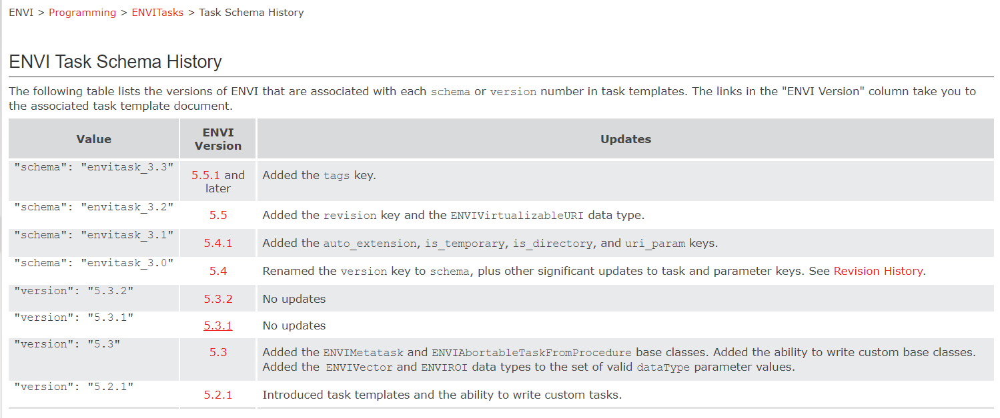 ENVI > Programming > ENVITasks > Task Schema History
ENVI Task Schema History
The following table lists the versions of ENVI that are associated with each schema or version number in task templates. The links in the "ENVI Version" column take you to
the associated task template document.
Value
ENVI
Version
Updates
"schema": "envitask_3.3"
5.5.1 and
later
Added the tags key.
"schema": "envitask_3.2"
5.5
Added the revision key and the ENVIVirtualizableURI data type.
"schema": "envitask_3.1"
5.4.1
Added the auto_extension, is_temporary, is_directory, and uri_param keys.
"schema": "envitask_3.0"
5.4
Renamed the version key to schema, plus other significant updates to task and parameter keys. See Revision History.
"version": "5.3.2"
5.3.2
No updates
"version": "5.3.1"
5.3.1
No updates
"version": "5.3"
5.3
Added the ENVIMetatask and ENVIAbortableTaskFromProcedure base classes. Added the ability to write custom base classes.
Added the ENVIVector and ENVIROI data types to the set of valid dataType parameter values.
"version": "5.2.1"
5.2.1
Introduced task templates and the ability to write custom tasks.